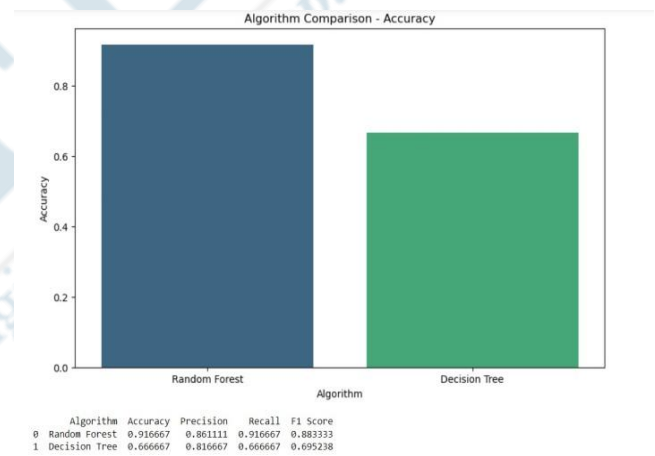 Algorithm Comparison - Accuracy
0.8
0.6
0.4
0.2
0.0
Accuracy
Random Forest Decision Tree
Algorithm
Algorithm Accuracy Precision Recall F1 Score
0 Random Forest 0.916667 0.861111 0.916667 0.883333
1 Decision Tree 0.666667 0.816667 0.666667 0.695238